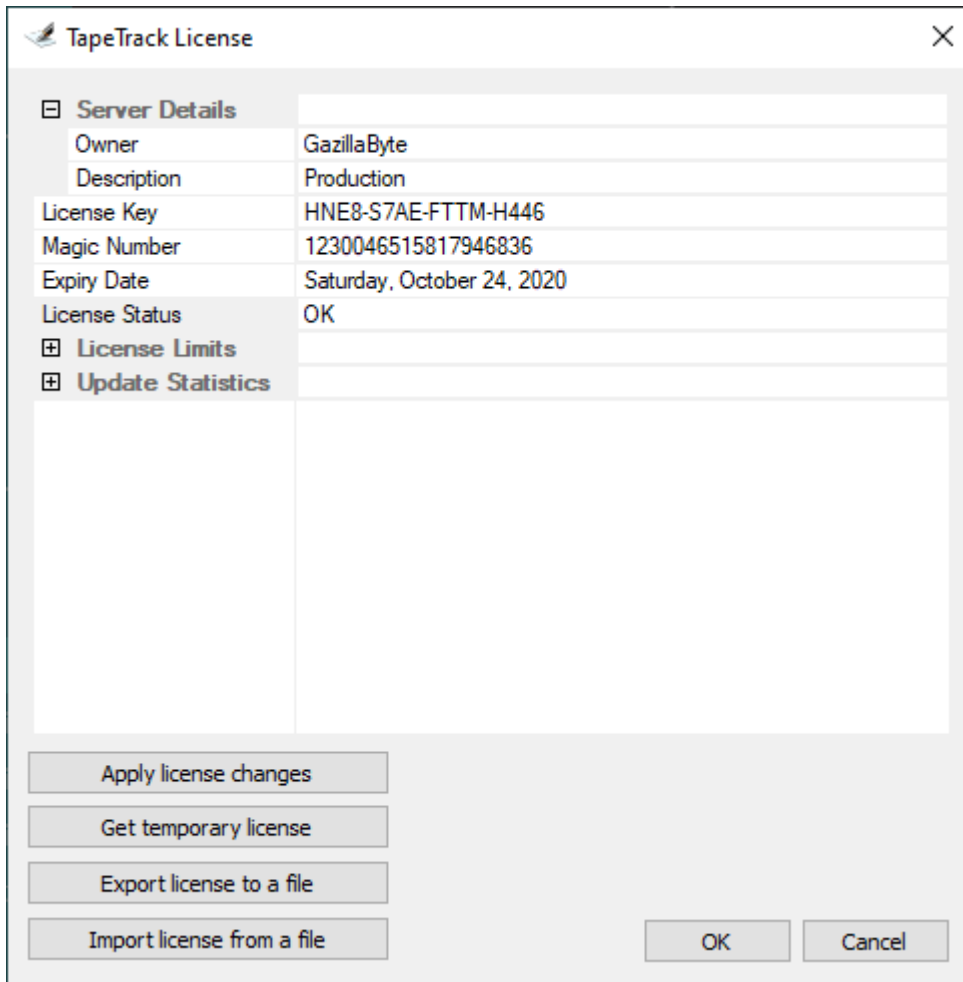 TapeTrack License
Server Details
Owner GazillaByte
Description Production
License Key HNE8-S7AE-FTTM-H446
Magic Number 1230046515817946836
Expiry Date Saturday, October 24, 2020
License Status OK
License Limits
Update Statistics
Apply license changes
Get temporary license
Export license to a file
Import license from a file
OK Cancel